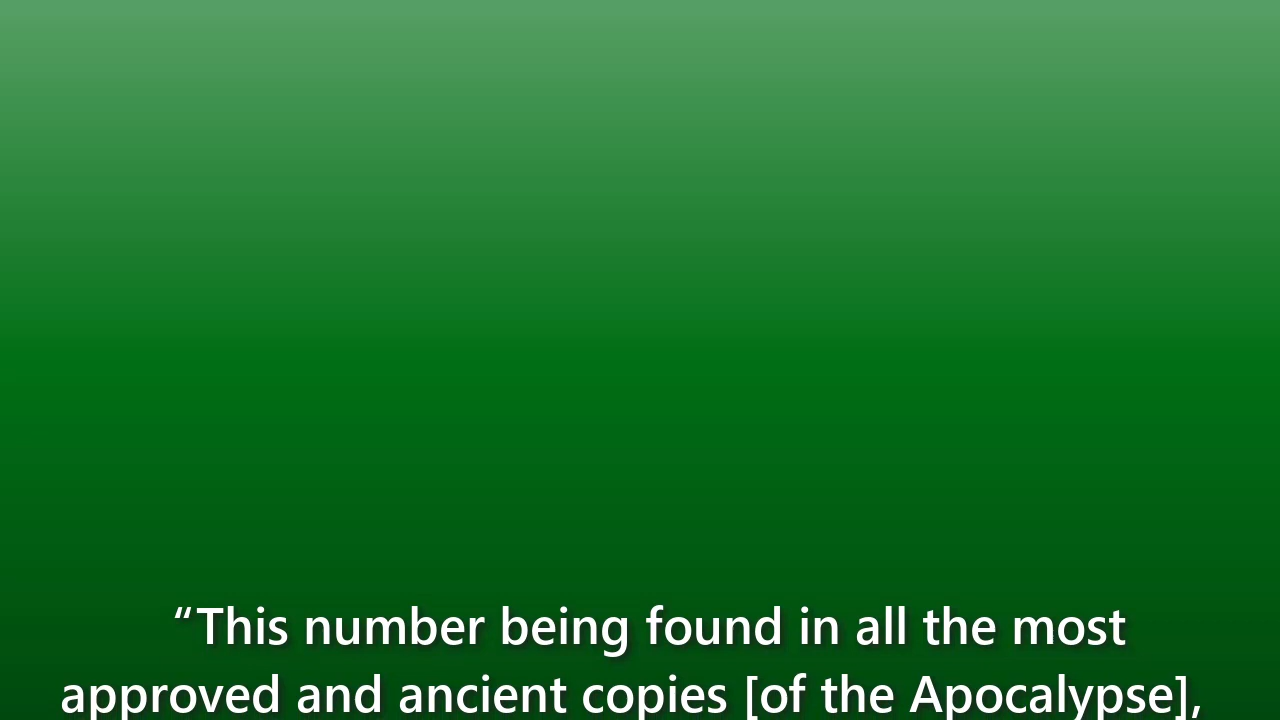 “This number being found in all the most
approved and ancient copies [of the Apocalypse],